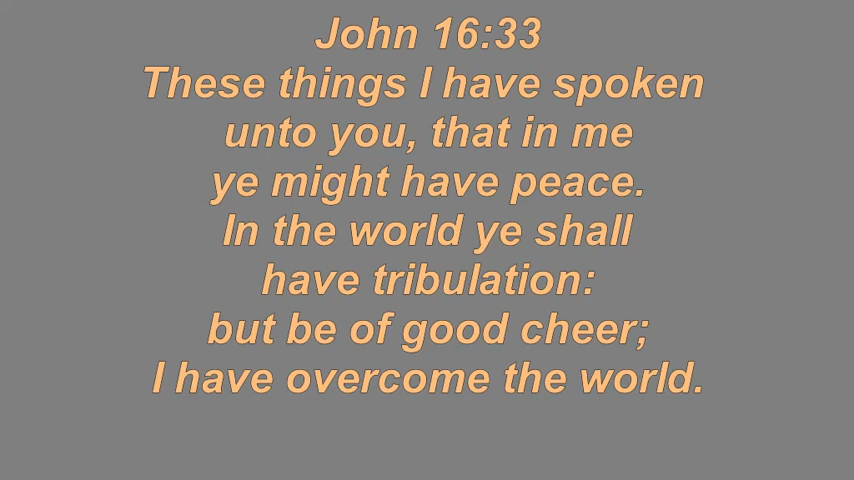 John 16:33
These things I have spoken
unto you, that in me
ye might have peace.
In the world ye shall
have tribulation:
but be of good cheer;
I have overcome the world.